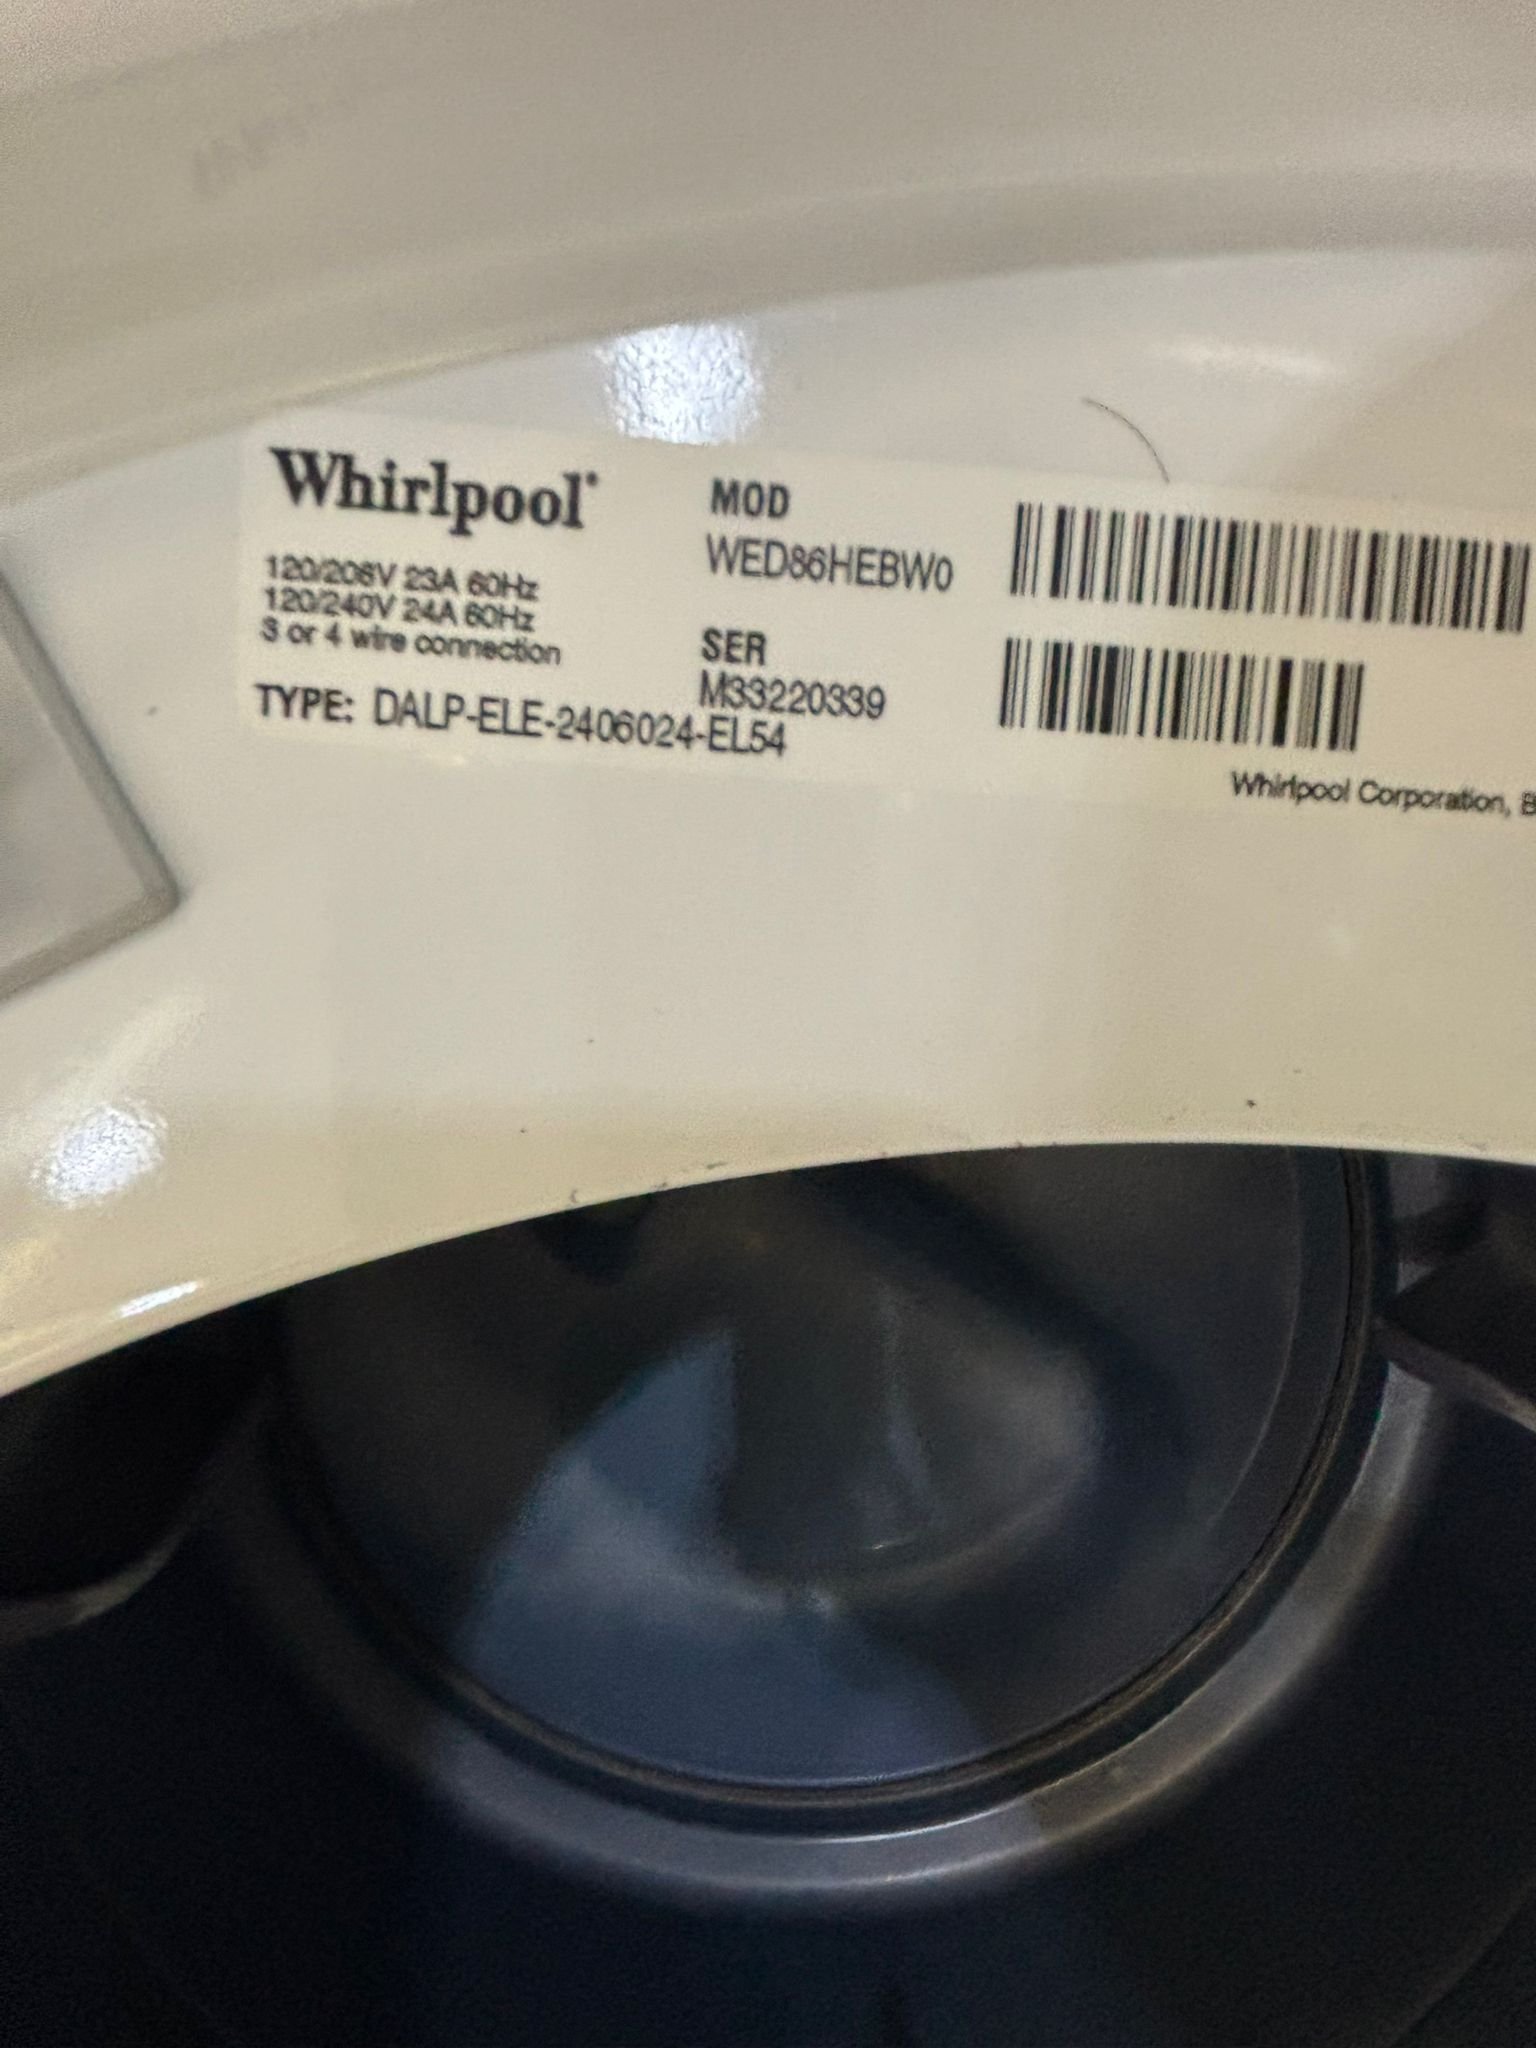 Whirlpool
120/208V 23A 60Hz
120/240V 24A 60Hz
3 or 4 wire connection
TYPE: DALP-ELE-2406024-EL54
MOD
WED86HEBW0
SER
M33220339
Whirlpool Corporation,